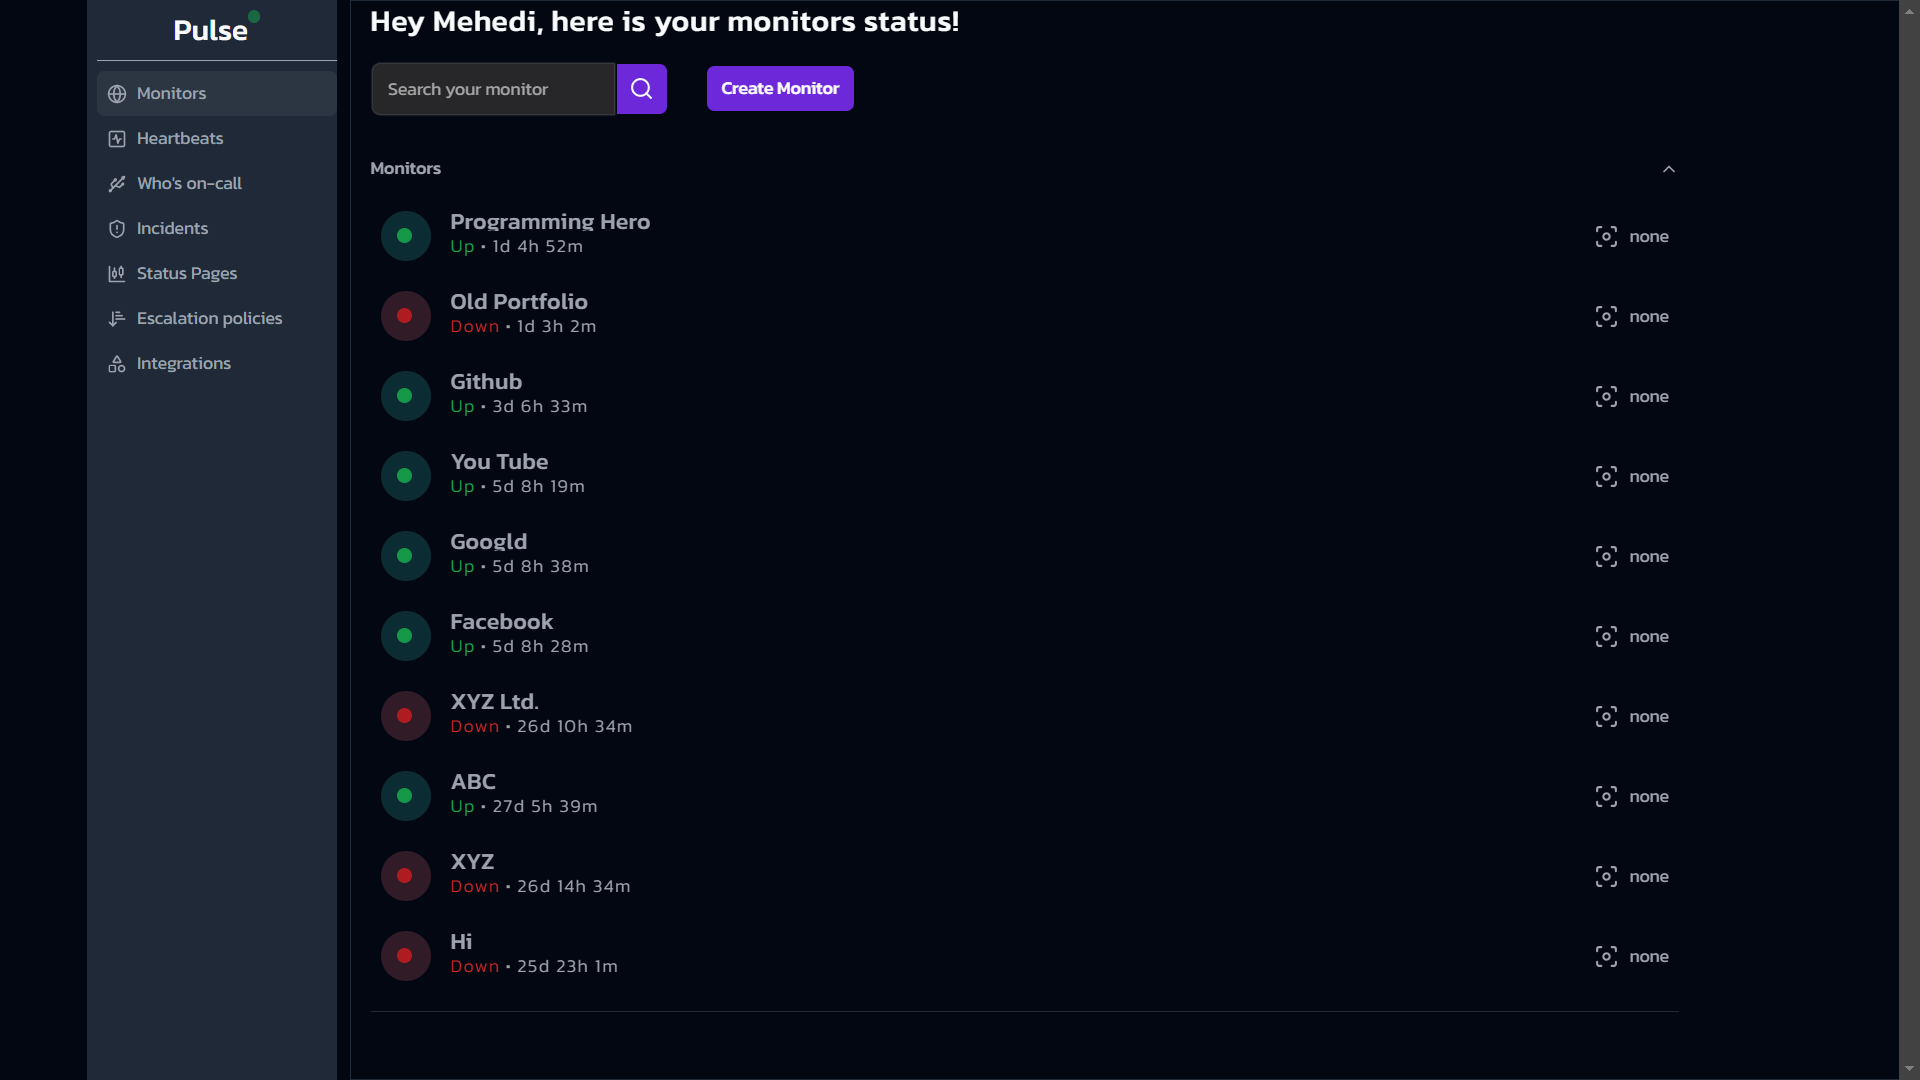 Pulse
Hey Mehedi, here is your monitors status!
Search your monitor
Create Monitor
Monitors
Heartbeats
Who's on-call
Incidents
Status Pages
Escalation policies
Integrations
Monitors
Programming Hero
Up • 1d 4h 52m
none
Old Portfolio
Down • 1d 3h 2m
none
Github
Up • 3d 6h 33m
none
You Tube
Up • 5d 8h 19m
none
Googld
Up • 5d 8h 38m
none
Facebook
Up • 5d 8h 28m
none
XYZ Ltd.
Down • 26d 10h 34m
none
ABC
Up • 27d 5h 39m
none
XYZ
Down • 26d 14h 34m
none
Hi
Down • 25d 23h 1m
none